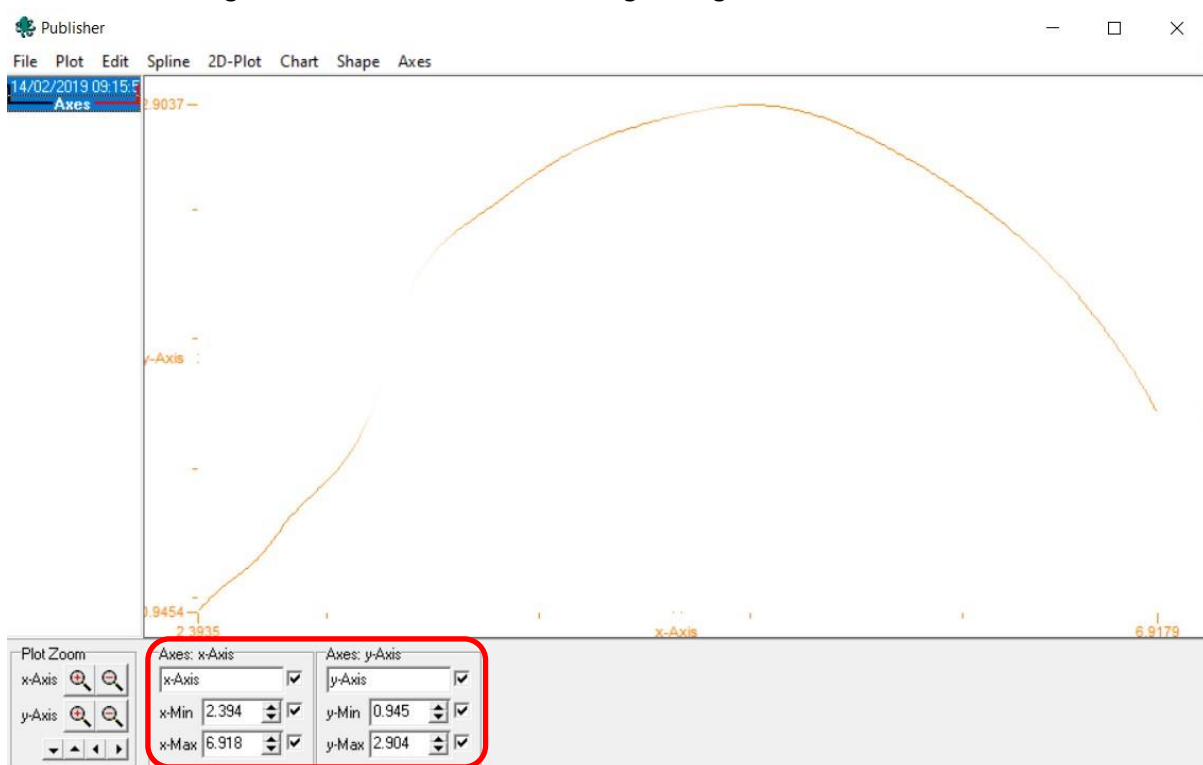 Publisher
File Plot Edit Spline 2D-Plot Chart Shape Axes
14/02/2019 09:15:5
Axes
2.9037
y-Axis
0.9454
2.3935
x-Axis
6.9179
Plot Zoom
x-Axis
y-Axis
Axes: x-Axis
x-Axis
x-Min 2.394
x-Max 6.918
Axes: y-Axis
y-Axis
y-Min 0.945
y-Max 2.904